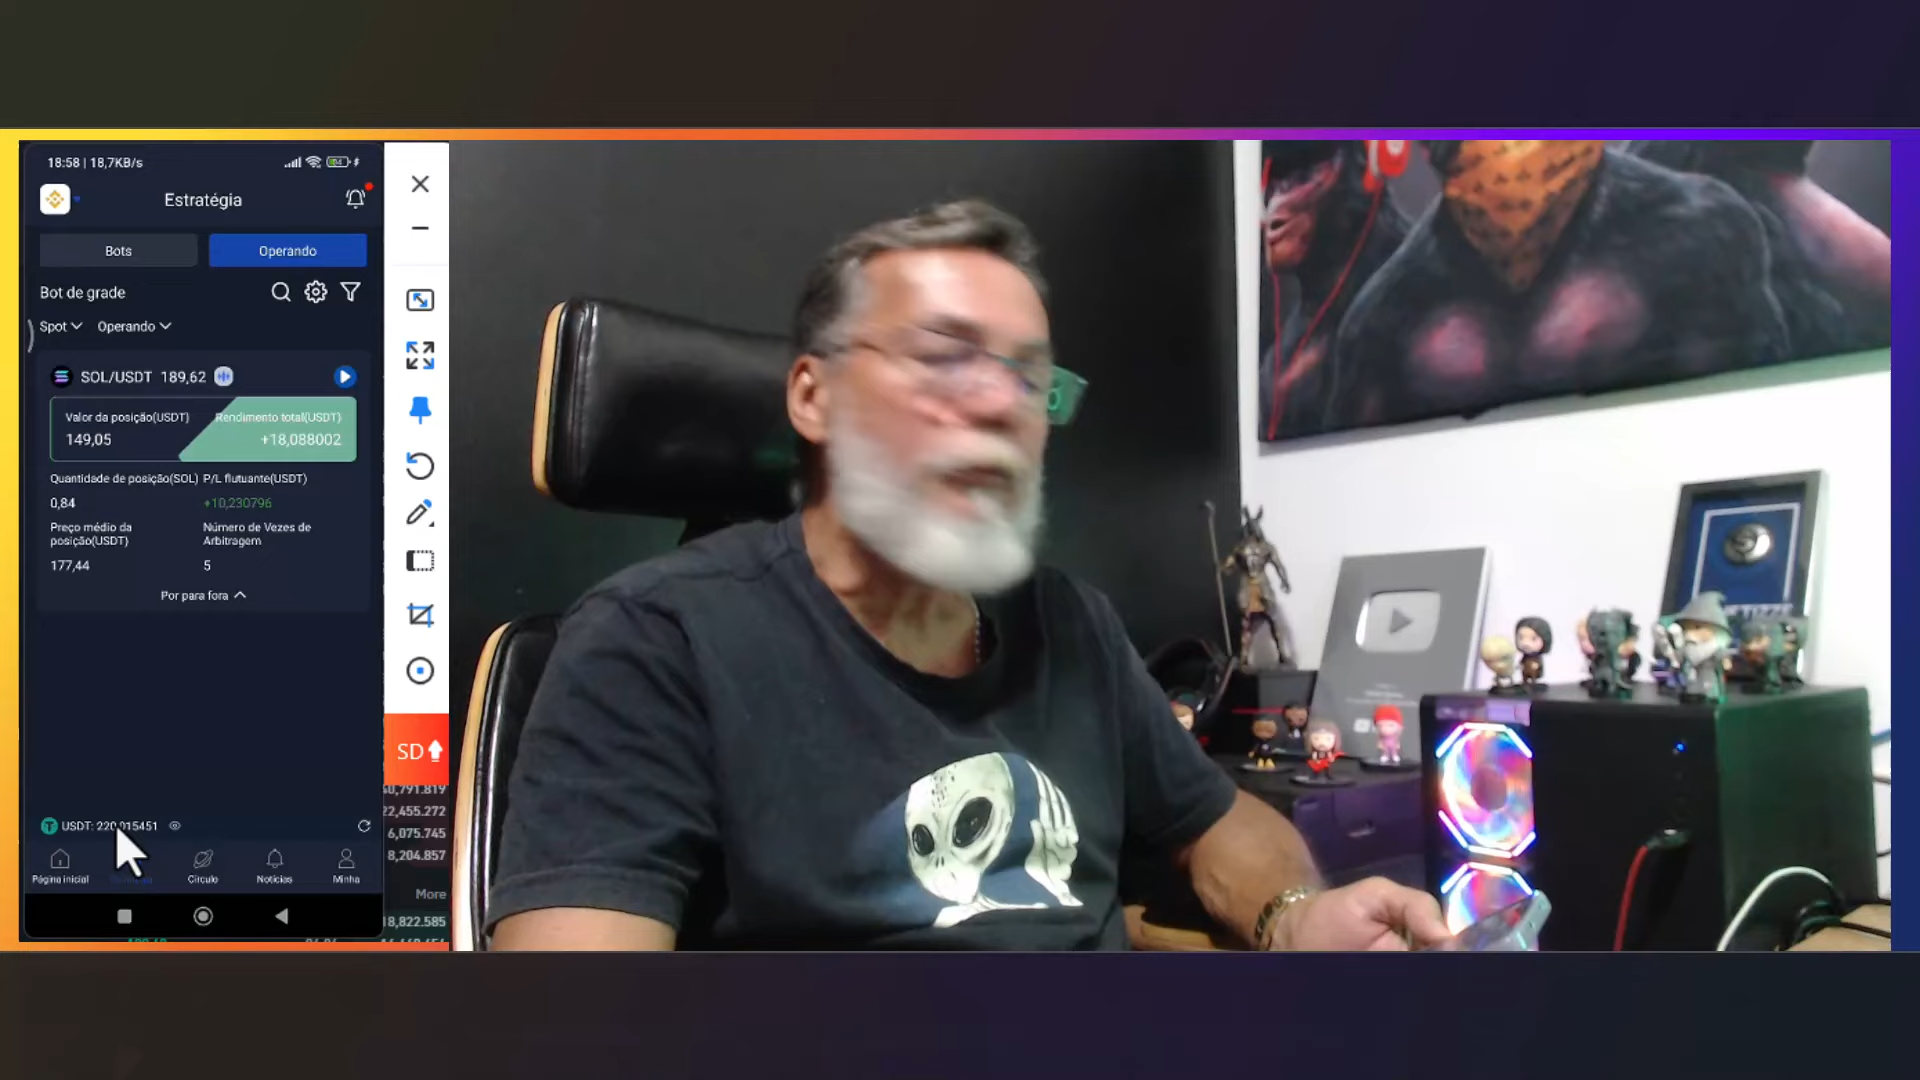 18:58 | 18,7KB/s
Estratégia
Bots
Operando
Bot de grade
Spot
Operando
SOL/USDT 189,62
Valor da posição(USDT)
Rendimento total(USDT)
149,05
+18,088002
Quantidade de posição(SOL)
P/L flutuante(USDT)
0,84
+10,230796
Preço médio da posição(USDT)
Número de Vezes de Arbitragem
177,44
5
Por para fora
SD
22,455.272
6,075.745
8,204.857
More
18,822.585
USDT: 220,015451
Página inicial
Círculo
Notícias
Minha